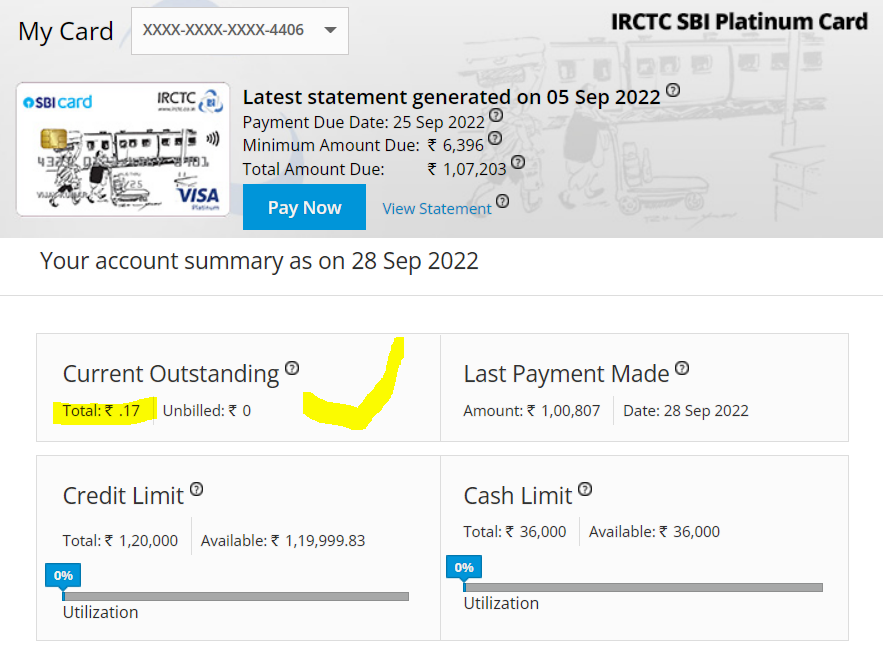 My Card
XXXX-XXXX-XXXX-4406
IRCTC SBI Platinum Card
SBI card
IRCTC
VISA
Platinum
Latest statement generated on 05 Sep 2022
Payment Due Date: 25 Sep 2022
Minimum Amount Due: ₹ 6,396
Total Amount Due: ₹ 1,07,203
Pay Now
View Statement
Your account summary as on 28 Sep 2022
Current Outstanding
Total: ₹ .17 Unbilled: ₹ 0
Last Payment Made
Amount: ₹ 1,00,807 Date: 28 Sep 2022
Credit Limit
Total: ₹ 1,20,000 Available: ₹ 1,19,999.83
0%
Utilization
Cash Limit
Total: ₹ 36,000 Available: ₹ 36,000
0%
Utilization